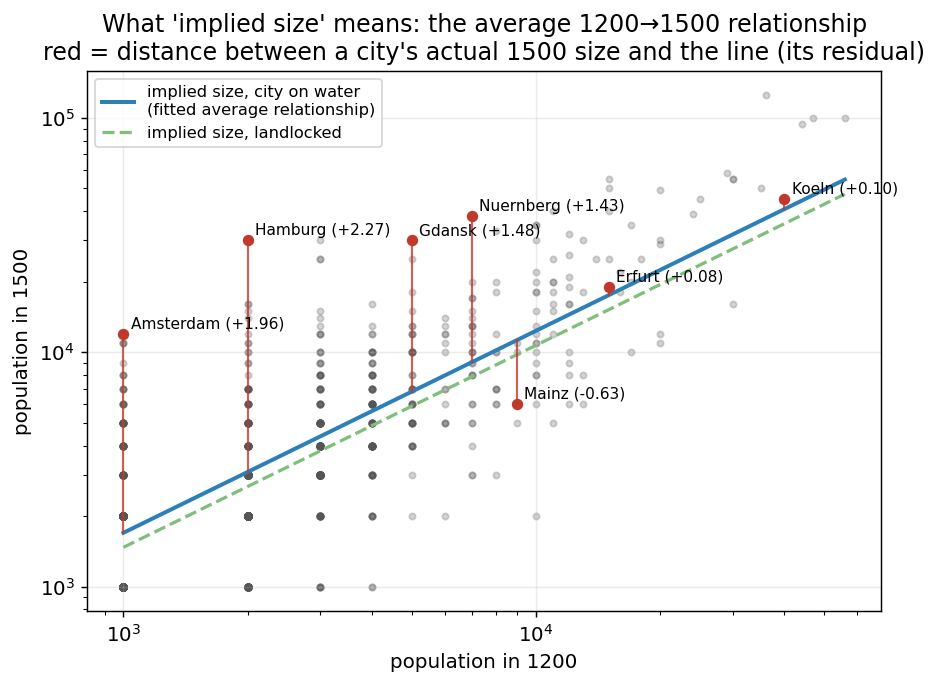 What 'implied size' means: the average 1200→1500 relationship
red = distance between a city's actual 1500 size and the line (its residual)
implied size, city on water
(fitted average relationship)
implied size, landlocked
10⁵
10⁴
10³
population in 1500
Koeln (+0.10)
Nuernberg (+1.43)
Hamburg (+2.27)
Gdansk (+1.48)
Erfurt (+0.08)
Amsterdam (+1.96)
Mainz (-0.63)
10³
10⁴
population in 1200